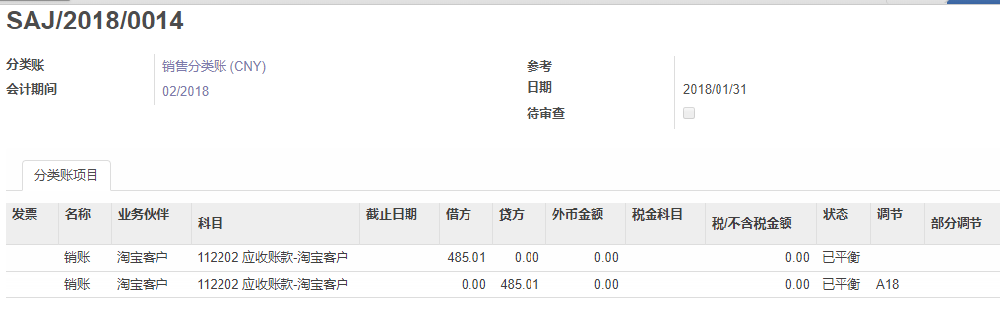 SAJ/2018/0014
分类账 销售分类账 (CNY) 参考
会计期间 02/2018 日期 2018/01/31
待审查
分类账项目
发票 名称 业务伙伴 科目 截止日期 借方 贷方 外币金额 税金科目 税/不含税金额 状态 调节 部分调节
销账 淘宝客户 112202 应收账款-淘宝客户 485.01 0.00 0.00 0.00 已平衡
销账 淘宝客户 112202 应收账款-淘宝客户 0.00 485.01 0.00 0.00 已平衡 A18